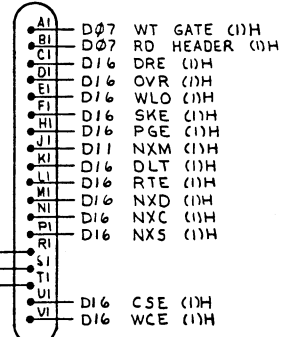 A1 DØ7 WT GATE (1)H
B1 DØ7 RD HEADER (1)H
C1 D16 DRE (1)H
D1 D16 OVR (1)H
E1 D16 WLO (1)H
F1 D16 SKE (1)H
H1 D16 PGE (1)H
J1 D11 NXM (1)H
K1 D16 DLT (1)H
L1 D16 RTE (1)H
M1 D16 NXD (1)H
N1 D16 NXC (1)H
P1 D16 NXS (1)H
R1
S1
T1
U1 D16 CSE (1)H
V1 D16 WCE (1)H